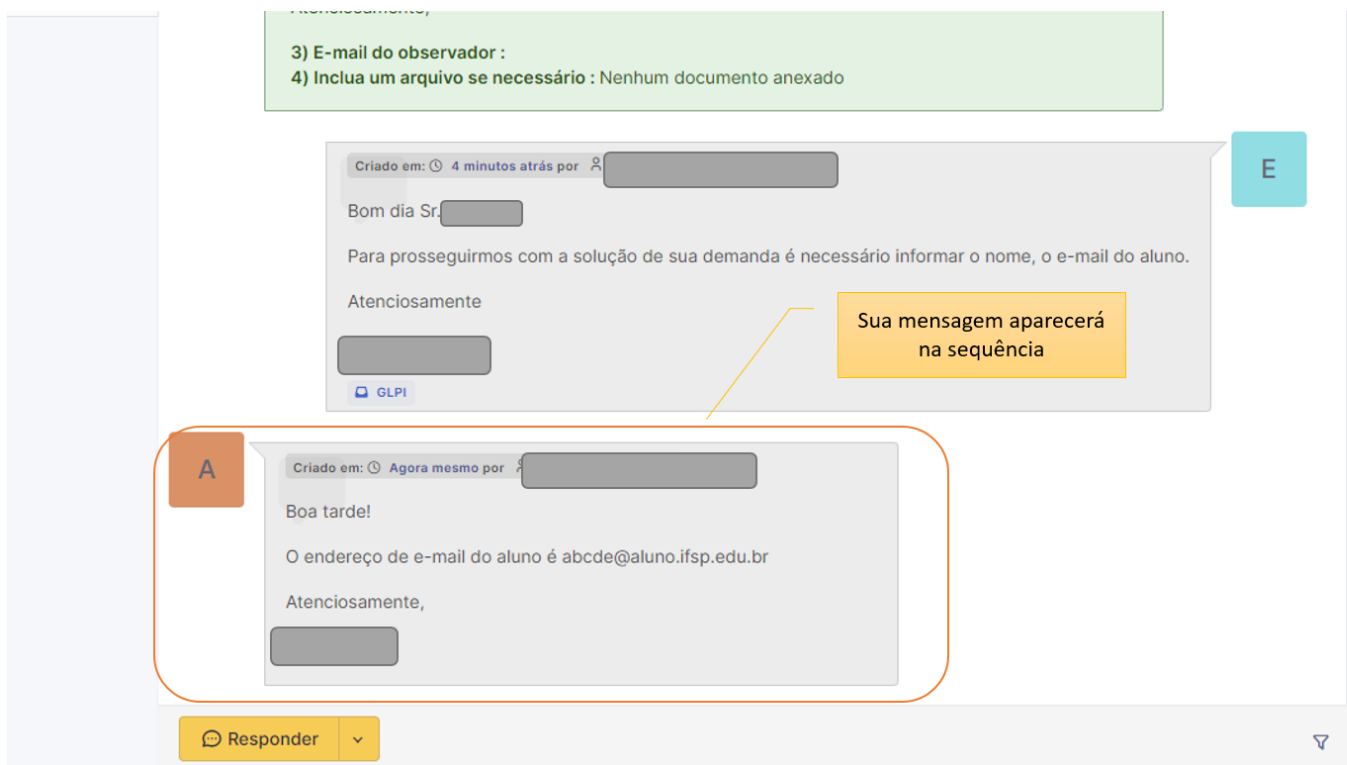 Atenciosamente,
3) E-mail do observador :
4) Inclua um arquivo se necessário : Nenhum documento anexado
Criado em: 4 minutos atrás por
E
Bom dia Sr.
Para prosseguirmos com a solução de sua demanda é necessário informar o nome, o e-mail do aluno.
Atenciosamente
Sua mensagem aparecerá
na sequência
GLPI
A
Criado em: Agora mesmo por
Boa tarde!
O endereço de e-mail do aluno é abcde@aluno.ifsp.edu.br
Atenciosamente,
Responder